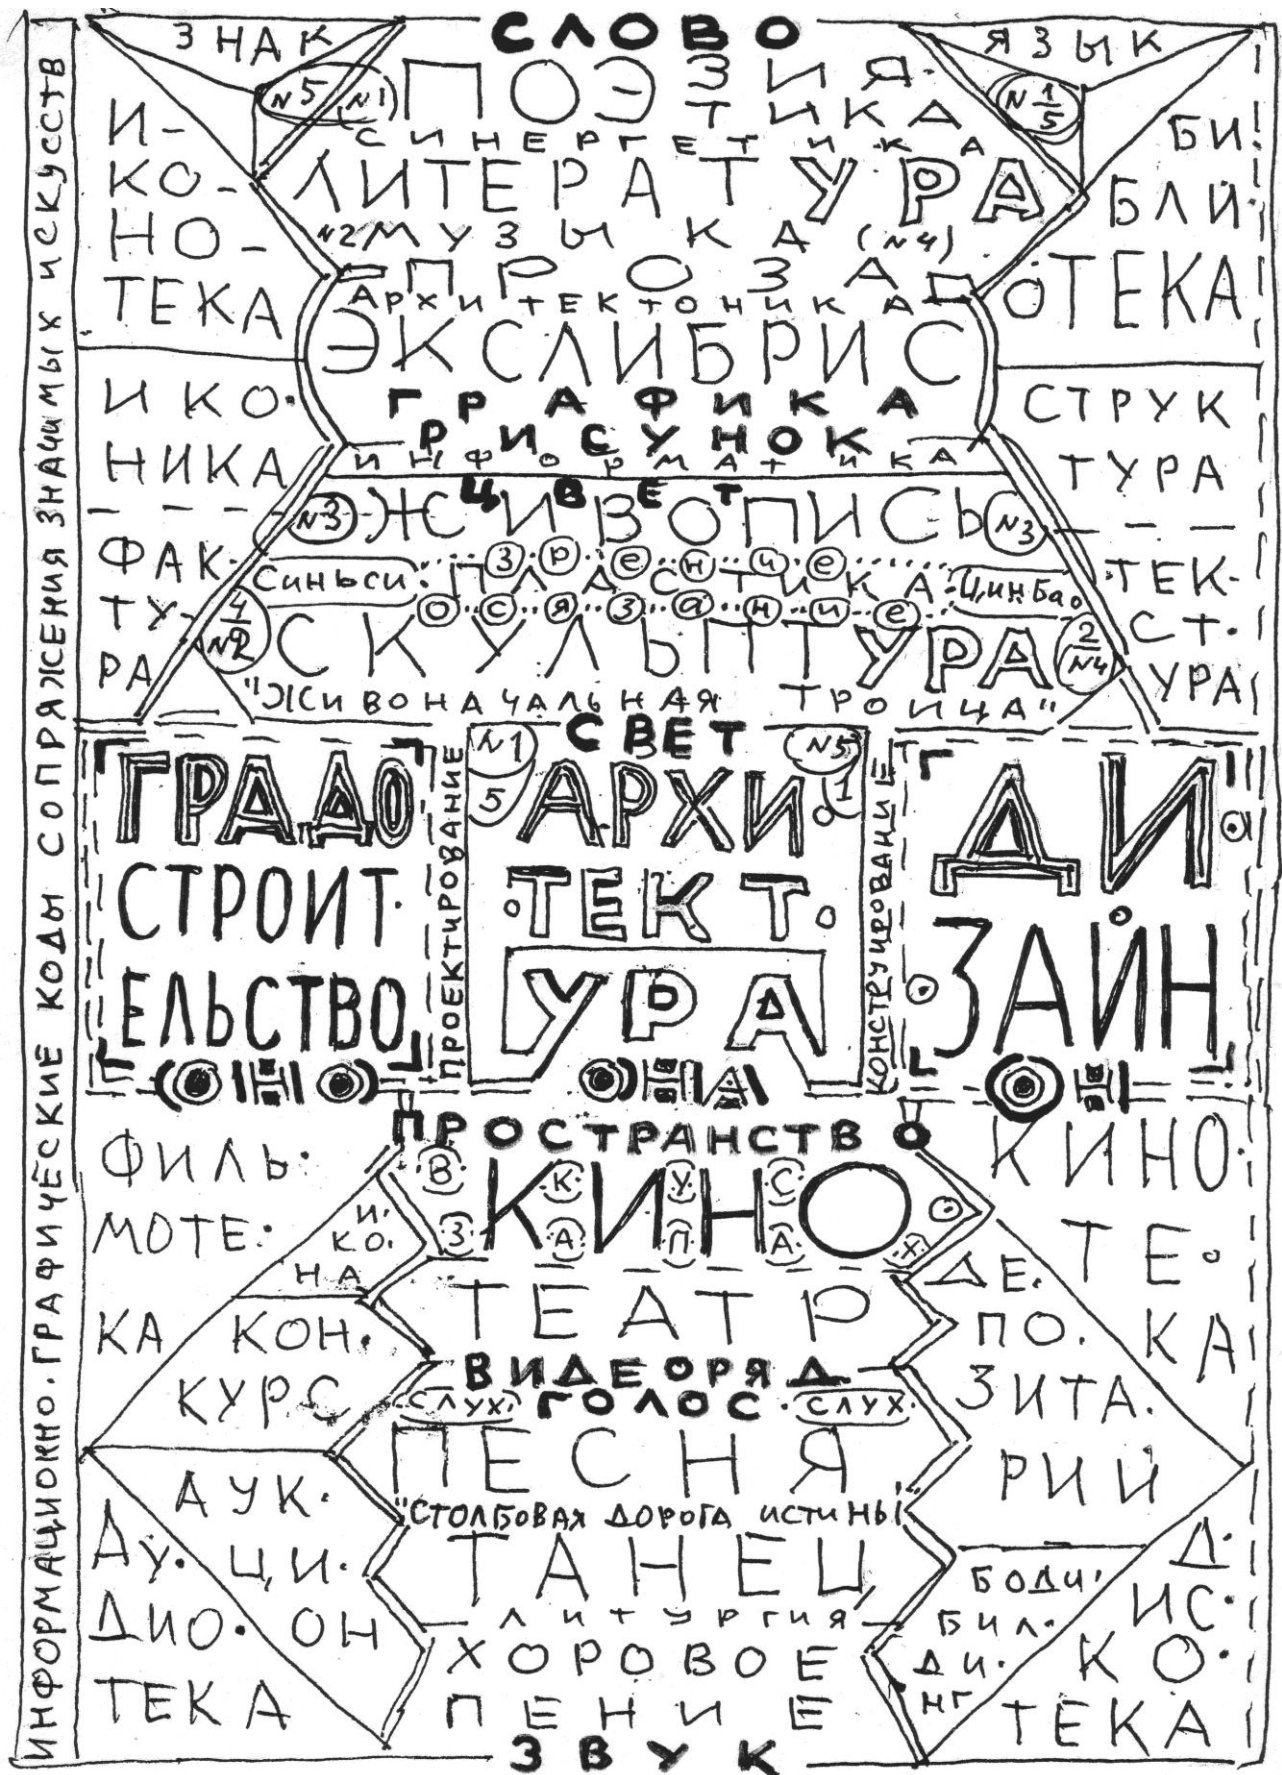 ИНФОРМАЦИОННО-ГРАФИЧЕСКИЕ КОДЫ СОПРЯЖЕНИЯ ЗНАЧИМЫХ ИСКУССТВ
СЛОВО
ЗНАК
ЯЗЫК
№5 №1
№ 1/5
ПОЭЗИЯ.
ТИКА
СИНЕРГЕТИКА
ЛИТЕРАТУРА
№2 МУЗЫКА (№4)
ПРОЗА
АРХИТЕКТОНИКА
ЭКСЛИБРИС
ГРАФИКА
РИСУНОК
ИНФОРМАТИКА
И-
КО-
НО-
ТЕКА
БИ.
БЛИ.
ОТЕКА
ИКО.
НИКА
СТРУК
ТУРА
ЦВЕТ
№3 ЖИВОПИСЬ №3
ЗРЕНИЕ
Синьси. ПЛАСТИКА. Цинба.
ОСЯЗАНИЕ
4/№2 СКУЛЬПТУРА 2/№4
"ЖИВОНАЧАЛЬНАЯ ТРОИЦА"
ФАК.
ТУ-
РА
ТЕК-
СТ.
УРА
СВЕТ
ГРАДО
СТРОИТ.
ЕЛЬСТВО
ОНО
ПРОЕКТИРОВАНИЕ
№1
5
№5
1
АРХИ.
ТЕКТ.
УРА
ОНА
КОНСТРУИРОВАНИЕ
ДИ
ЗАЙН
ОН
ПРОСТРАНСТВО
ВКУС
КИНО
ЗАПАХ
ТЕАТР
ВИДЕОРЯД
СЛУХ. ГОЛОС. СЛУХ.
ПЕСНЯ
"СТОЛБОВАЯ ДОРОГА ИСТИНЫ"
ТАНЕЦ
ЛИТУРГИЯ
ХОРОВОЕ
ПЕНИЕ
ЗВУК
ФИЛЬ.
МОТЕ.
КА
И.
КО.
НА
КОН.
КУРС
АУК.
ЦИ.
ОН
АУ.
ДИО.
ТЕКА
КИНО.
ТЕ.
КА
ДЕ.
ПО.
ЗИТА.
РИЙ
БОДИ.
БИЛ.
ДИ.
НГ
Д.
ИС.
КО.
ТЕКА